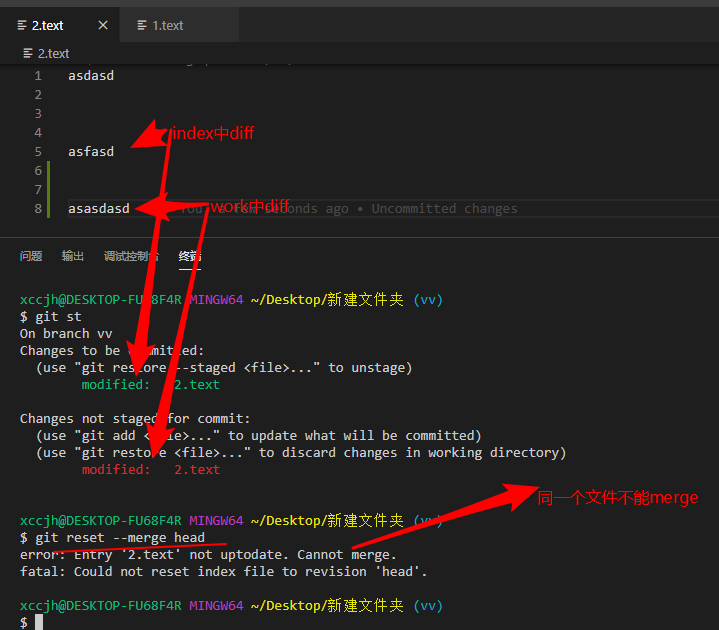 2.text
1.text
2.text
1 asdasd
2
3
4
index中diff
5 asfasd
6
7
work中diff
8 asasdasd seconds ago • Uncommitted changes
问题 输出 调试控制台 终端
xccjh@DESKTOP-FU68F4R MINGW64 ~/Desktop/新建文件夹 (vv)
$ git st
On branch vv
Changes to be committed:
(use "git restore --staged <file>..." to unstage)
modified: 2.text
Changes not staged for commit:
(use "git add <file>..." to update what will be committed)
(use "git restore <file>..." to discard changes in working directory)
modified: 2.text
同一个文件不能merge
xccjh@DESKTOP-FU68F4R MINGW64 ~/Desktop/新建文件夹 (vv)
$ git reset --merge head
error: Entry '2.text' not uptodate. Cannot merge.
fatal: Could not reset index file to revision 'head'.
xccjh@DESKTOP-FU68F4R MINGW64 ~/Desktop/新建文件夹 (vv)
$